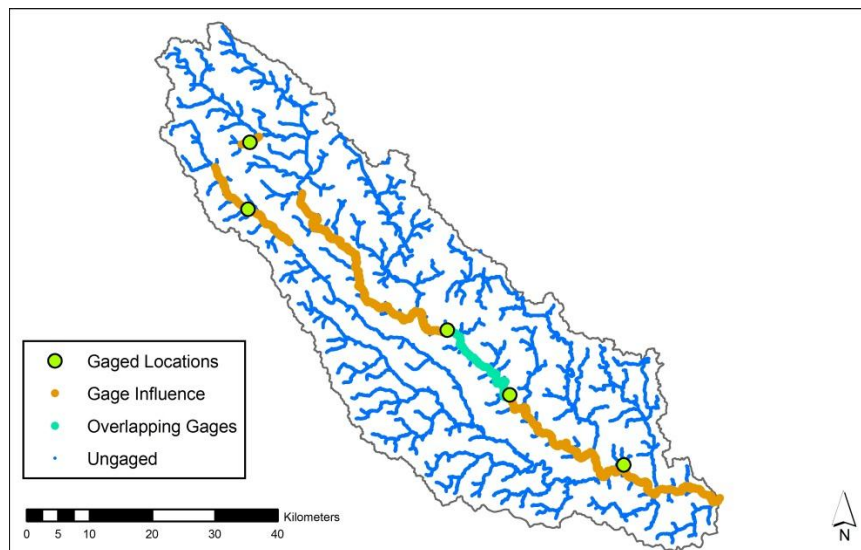 Gaged Locations
Gage Influence
Overlapping Gages
Ungaged
Kilometers
0 5 10 20 30 40
N